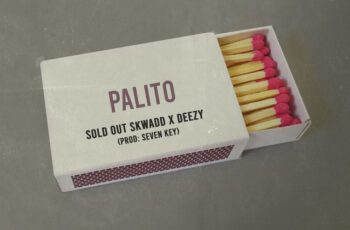 PALITO
SOLD OUT SKWADD X DEEZY
(PROD: SEVEN KEY)